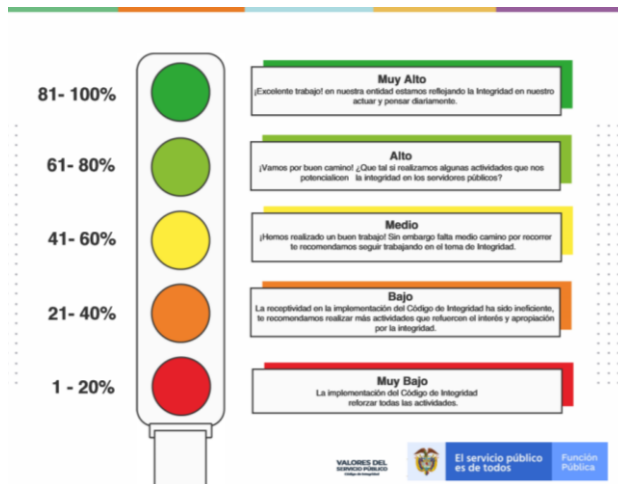 81- 100%
Muy Alto
¡Excelente trabajo! en nuestra entidad estamos reflejando la Integridad en nuestro
actuar y pensar diariamente.
61- 80%
Alto
¡Vamos por buen camino! ¿Que tal si realizamos algunas actividades que nos
potencialicen la integridad en los servidores públicos?
41- 60%
Medio
¡Hemos realizado un buen trabajo! Sin embargo falta medio camino por recorrer
te recomendamos seguir trabajando en el tema de Integridad.
21- 40%
Bajo
La receptividad en la implementación del Código de Integridad ha sido ineficiente,
te recomendamos realizar más actividades que refuercen el interés y apropiación
por la integridad.
1 - 20%
Muy Bajo
La implementación del Código de Integridad
reforzar todas las actividades.
VALORES DEL
SERVICIO PÚBLICO
Código de Integridad
El servicio público
es de todos
Función
Pública